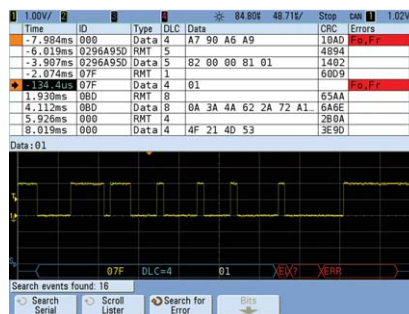 1 1.00V/ 2 3 4 84.80% 48.71%/ Stop CAN 1 1.02V
Time ID Type DLC Data CRC Errors
-7.984ms 000 Data 4 A7 90 A6 A9 10AD Fo,Fr
-6.019ms 0296A95D RMT 5 4894
-3.907ms 0296A95D Data 5 82 00 00 81 01 1402
-2.074ms 07F RMT 1 60D9
-134.4us 07F Data 4 01 Fo,Fr
1.930ms 0BD RMT 8 65AA
4.112ms 0BD Data 8 0A 3A 4A 62 2A 72 A1… 6A6E
5.926ms 000 RMT 4 2B0A
8.019ms 000 Data 4 4F 21 4D 53 3E9D
Data:01
07F DLC=4 01 ? ERR
Search events found: 16
Search Serial
Scroll Lister
Search for Error
Bits